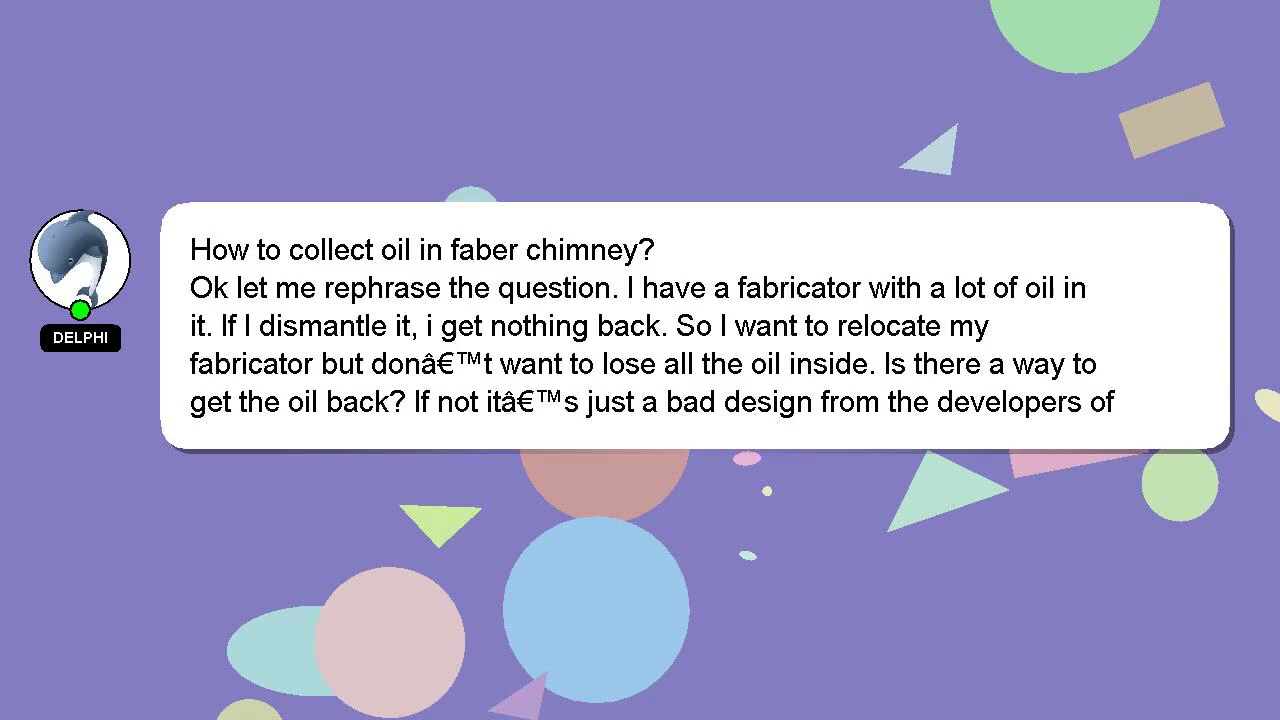 How to collect oil in faber chimney?
Ok let me rephrase the question. I have a fabricator with a lot of oil in
it. If I dismantle it, i get nothing back. So I want to relocate my
fabricator but donâ€™t want to lose all the oil inside. Is there a way to
get the oil back? If not itâ€™s just a bad design from the developers of
DELPHI